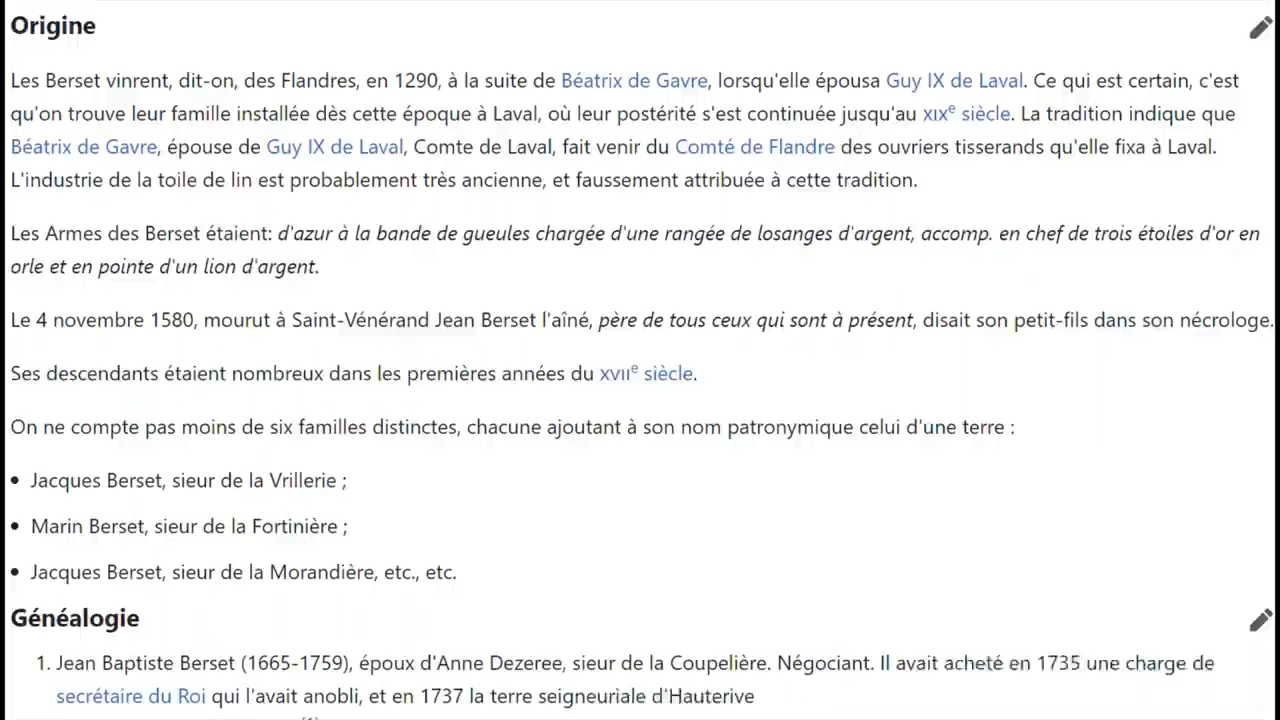 Origine
Les Berset vinrent, dit-on, des Flandres, en 1290, à la suite de Béatrix de Gavre, lorsqu'elle épousa Guy IX de Laval. Ce qui est certain, c'est
qu'on trouve leur famille installée dès cette époque à Laval, où leur postérité s'est continuée jusqu'au XIXe siècle. La tradition indique que
Béatrix de Gavre, épouse de Guy IX de Laval, Comte de Laval, fait venir du Comté de Flandre des ouvriers tisserands qu'elle fixa à Laval.
L'industrie de la toile de lin est probablement très ancienne, et faussement attribuée à cette tradition.
Les Armes des Berset étaient: d'azur à la bande de gueules chargée d'une rangée de losanges d'argent, accomp. en chef de trois étoiles d'or en
orle et en pointe d'un lion d'argent.
Le 4 novembre 1580, mourut à Saint-Vénérand Jean Berset l'aîné, père de tous ceux qui sont à présent, disait son petit-fils dans son nécrologe.
Ses descendants étaient nombreux dans les premières années du XVIIe siècle.
On ne compte pas moins de six familles distinctes, chacune ajoutant à son nom patronymique celui d'une terre :
• Jacques Berset, sieur de la Vrillerie ;
• Marin Berset, sieur de la Fortinière ;
• Jacques Berset, sieur de la Morandière, etc., etc.
Généalogie
1. Jean Baptiste Berset (1665-1759), époux d'Anne Dezeree, sieur de la Coupelière. Négociant. Il avait acheté en 1735 une charge de
secrétaire du Roi qui l'avait anobli, et en 1737 la terre seigneuriale d'Hauterive